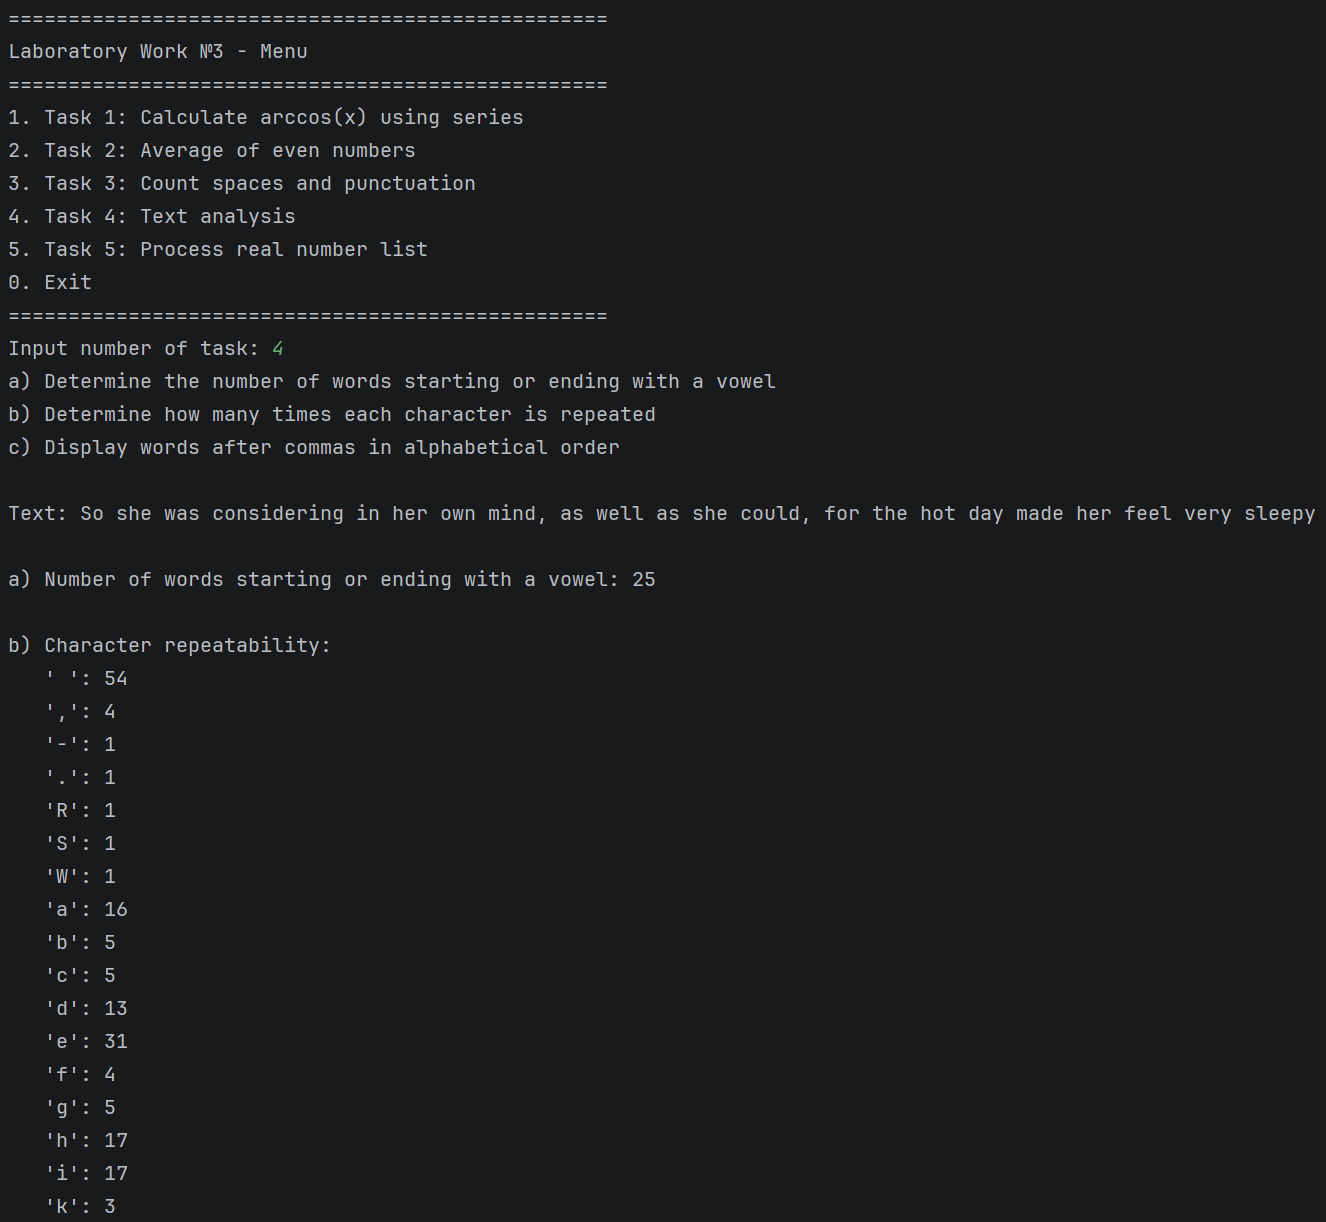 ==================================================
Laboratory Work №3 - Menu
==================================================
1. Task 1: Calculate arccos(x) using series
2. Task 2: Average of even numbers
3. Task 3: Count spaces and punctuation
4. Task 4: Text analysis
5. Task 5: Process real number list
0. Exit
==================================================
Input number of task: 4
a) Determine the number of words starting or ending with a vowel
b) Determine how many times each character is repeated
c) Display words after commas in alphabetical order
Text: So she was considering in her own mind, as well as she could, for the hot day made her feel very sleepy
a) Number of words starting or ending with a vowel: 25
b) Character repeatability:
' ': 54
',': 4
'-': 1
'.': 1
'R': 1
'S': 1
'W': 1
'a': 16
'b': 5
'c': 5
'd': 13
'e': 31
'f': 4
'g': 5
'h': 17
'i': 17
'k': 3